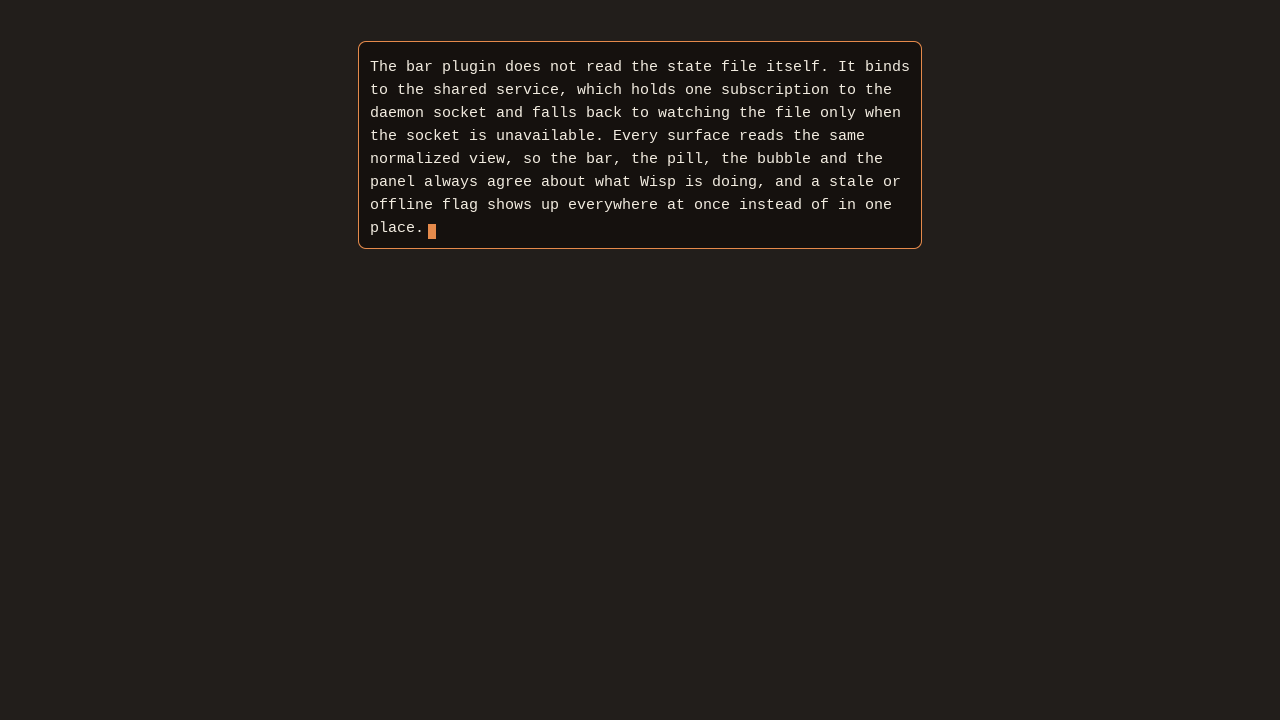 The bar plugin does not read the state file itself. It binds
to the shared service, which holds one subscription to the
daemon socket and falls back to watching the file only when
the socket is unavailable. Every surface reads the same
normalized view, so the bar, the pill, the bubble and the
panel always agree about what Wisp is doing, and a stale or
offline flag shows up everywhere at once instead of in one
place.